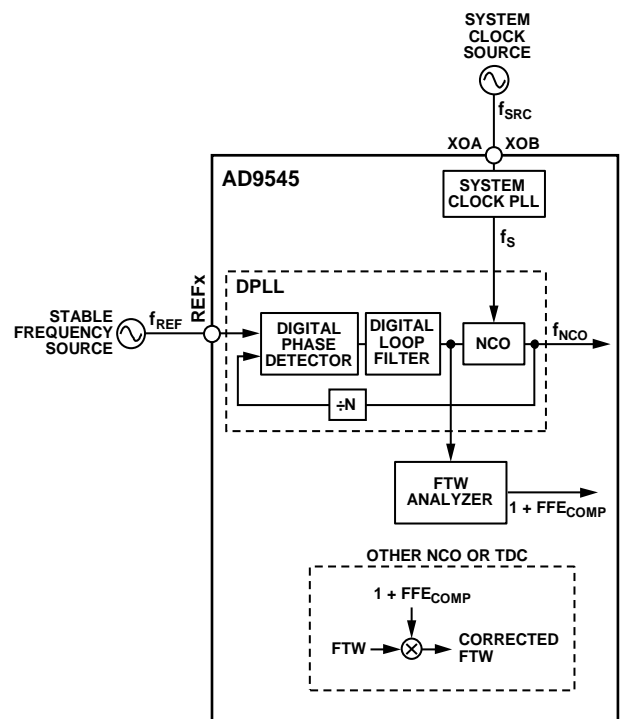 SYSTEM
CLOCK
SOURCE
fSRC
XOA
XOB
AD9545
SYSTEM
CLOCK PLL
fS
REFx
DPLL
STABLE
FREQUENCY
SOURCE
fREF
DIGITAL
PHASE
DETECTOR
DIGITAL
LOOP
FILTER
NCO
fNCO
÷N
FTW
ANALYZER
1 + FFECOMP
OTHER NCO OR TDC
1 + FFECOMP
FTW
CORRECTED
FTW